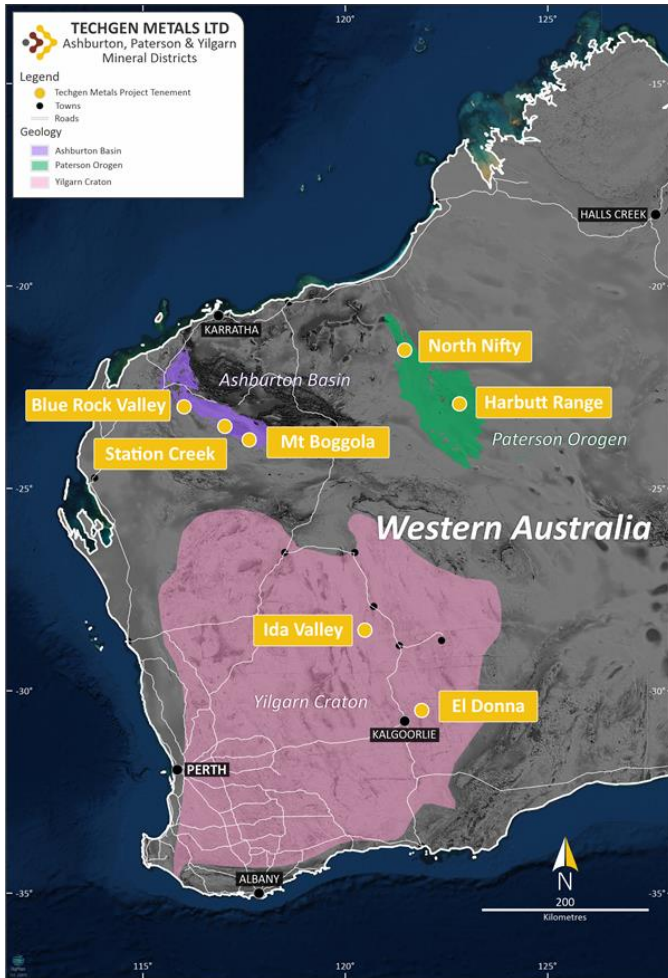 TECHGEN METALS LTD
Ashburton, Paterson & Yilgarn
Mineral Districts
Legend
Techgen Metals Project Tenement
Towns
Roads
Geology
Ashburton Basin
Paterson Orogen
Yilgarn Craton
120°
125°
-15°
HALLS CREEK
-20°
KARRATHA
North Nifty
Ashburton Basin
Blue Rock Valley
Harbutt Range
Station Creek
Mt Boggola
Paterson Orogen
-25°
Western Australia
Ida Valley
-30°
-30°
Yilgarn Craton
El Donna
KALGOORLIE
PERTH
ALBANY
-35°
N
200
Kilometres
115°
120°
125°